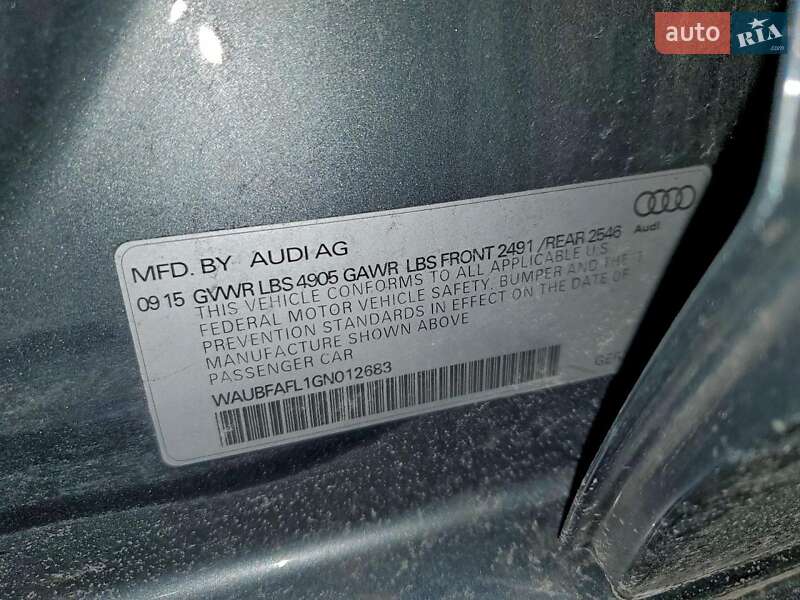 auto RIA
.com
Audi
MFD. BY AUDI AG
09 15 GVWR LBS 4905 GAWR LBS FRONT 2491 /REAR 2546
THIS VEHICLE CONFORMS TO ALL APPLICABLE U.S.
FEDERAL MOTOR VEHICLE SAFETY, BUMPER AND THE
PREVENTION STANDARDS IN EFFECT ON THE DATE OF
MANUFACTURE SHOWN ABOVE
PASSENGER CAR
WAUBFAFL1GN012683